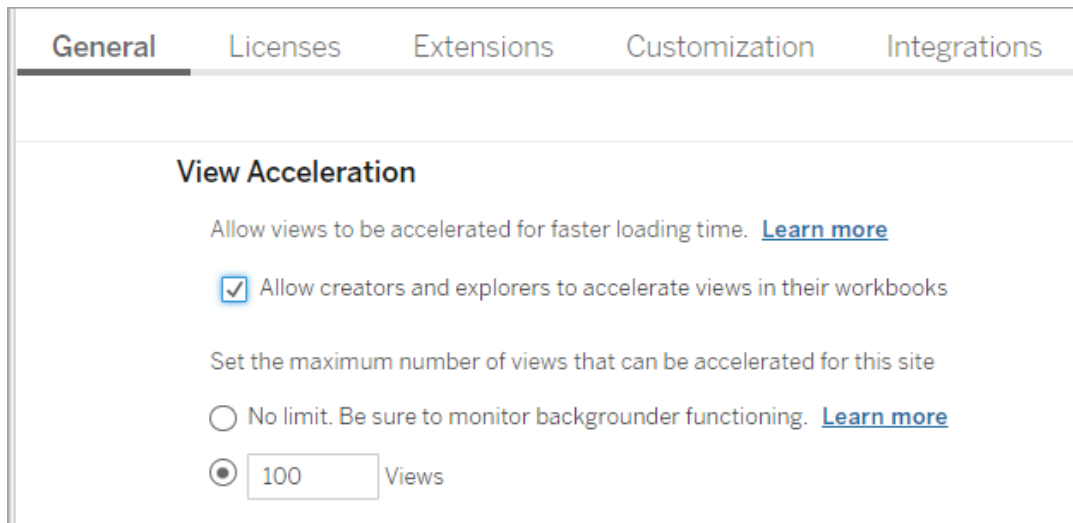 General Licenses Extensions Customization Integrations
View Acceleration
Allow views to be accelerated for faster loading time. Learn more
Allow creators and explorers to accelerate views in their workbooks
Set the maximum number of views that can be accelerated for this site
No limit. Be sure to monitor backgrounder functioning. Learn more
100 Views